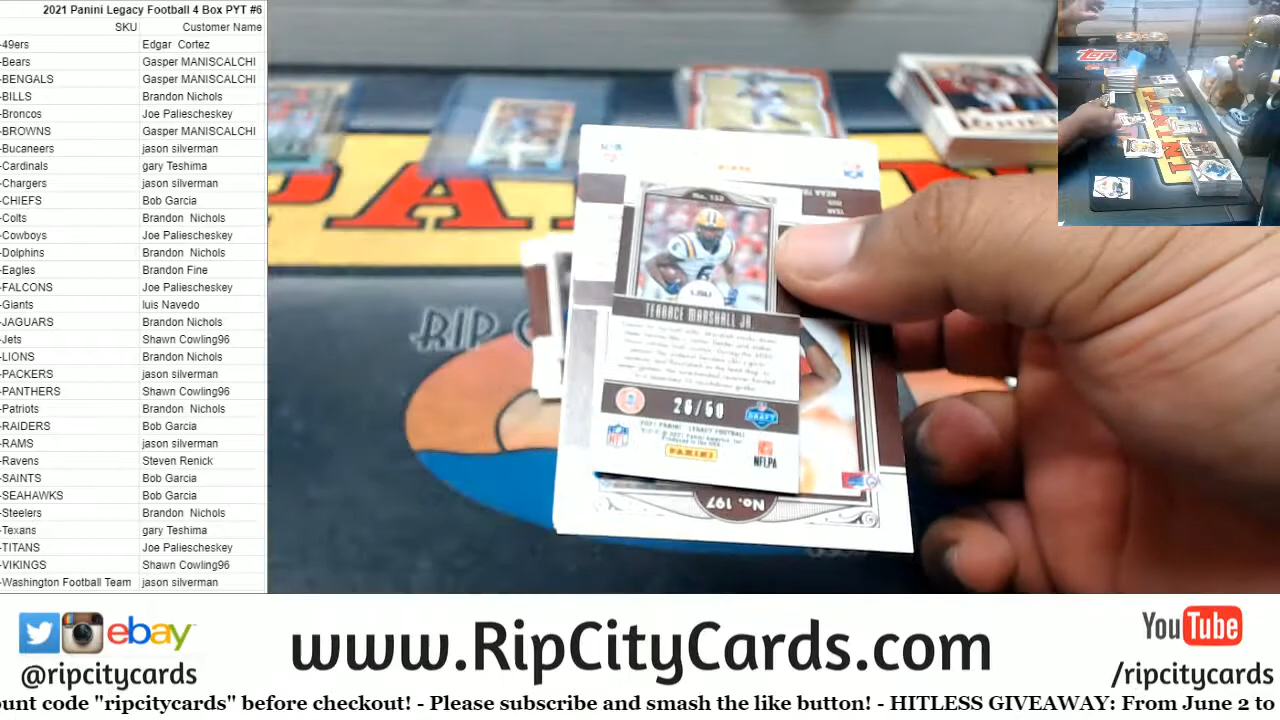 2021 Panini Legacy Football 4 Box PYT #6
SKU Customer Name
-49ers Edgar Cortez
-Bears Gasper MANISCALCHI
-BENGALS Gasper MANISCALCHI
-BILLS Brandon Nichols
-Broncos Joe Paliescheskey
-BROWNS Gasper MANISCALCHI
-Bucaneers jason silverman
-Cardinals gary Teshima
-Chargers jason silverman
-CHIEFS Bob Garcia
-Colts Brandon Nichols
-Cowboys Joe Paliescheskey
-Dolphins Brandon Nichols
-Eagles Brandon Fine
-FALCONS Joe Paliescheskey
-Giants luis Navedo
-JAGUARS Brandon Nichols
-Jets Shawn Cowling96
-LIONS Brandon Nichols
-PACKERS jason silverman
-PANTHERS Shawn Cowling96
-Patriots Brandon Nichols
-RAIDERS Bob Garcia
-RAMS jason silverman
-Ravens Steven Renick
-SAINTS Bob Garcia
-SEAHAWKS Bob Garcia
-Steelers Brandon Nichols
-Texans gary Teshima
-TITANS Joe Paliescheskey
-VIKINGS Shawn Cowling96
-Washington Football Team jason silverman
RIP
TERRACE MARSHALL JR.
26/50
DRAFT
NFL
PANINI
NFLPA
No. 197
ebay
@ripcitycards
www.RipCityCards.com
YouTube
/ripcitycards
ount code "ripcitycards" before checkout! - Please subscribe and smash the like button! - HITLESS GIVEAWAY: From June 2 to